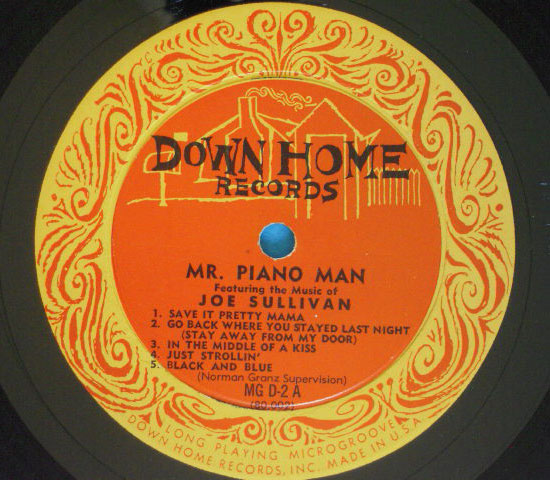 DOWN HOME
RECORDS
MR. PIANO MAN
Featuring the Music of
JOE SULLIVAN
1. SAVE IT PRETTY MAMA
2. GO BACK WHERE YOU STAYED LAST NIGHT
(STAY AWAY FROM MY DOOR)
3. IN THE MIDDLE OF A KISS
4. JUST STROLLIN'
5. BLACK AND BLUE
(Norman Granz Supervision)
MG D-2 A
LONG PLAYING MICROGROOVE
DOWN HOME RECORDS, INC. MADE IN U.S.A.